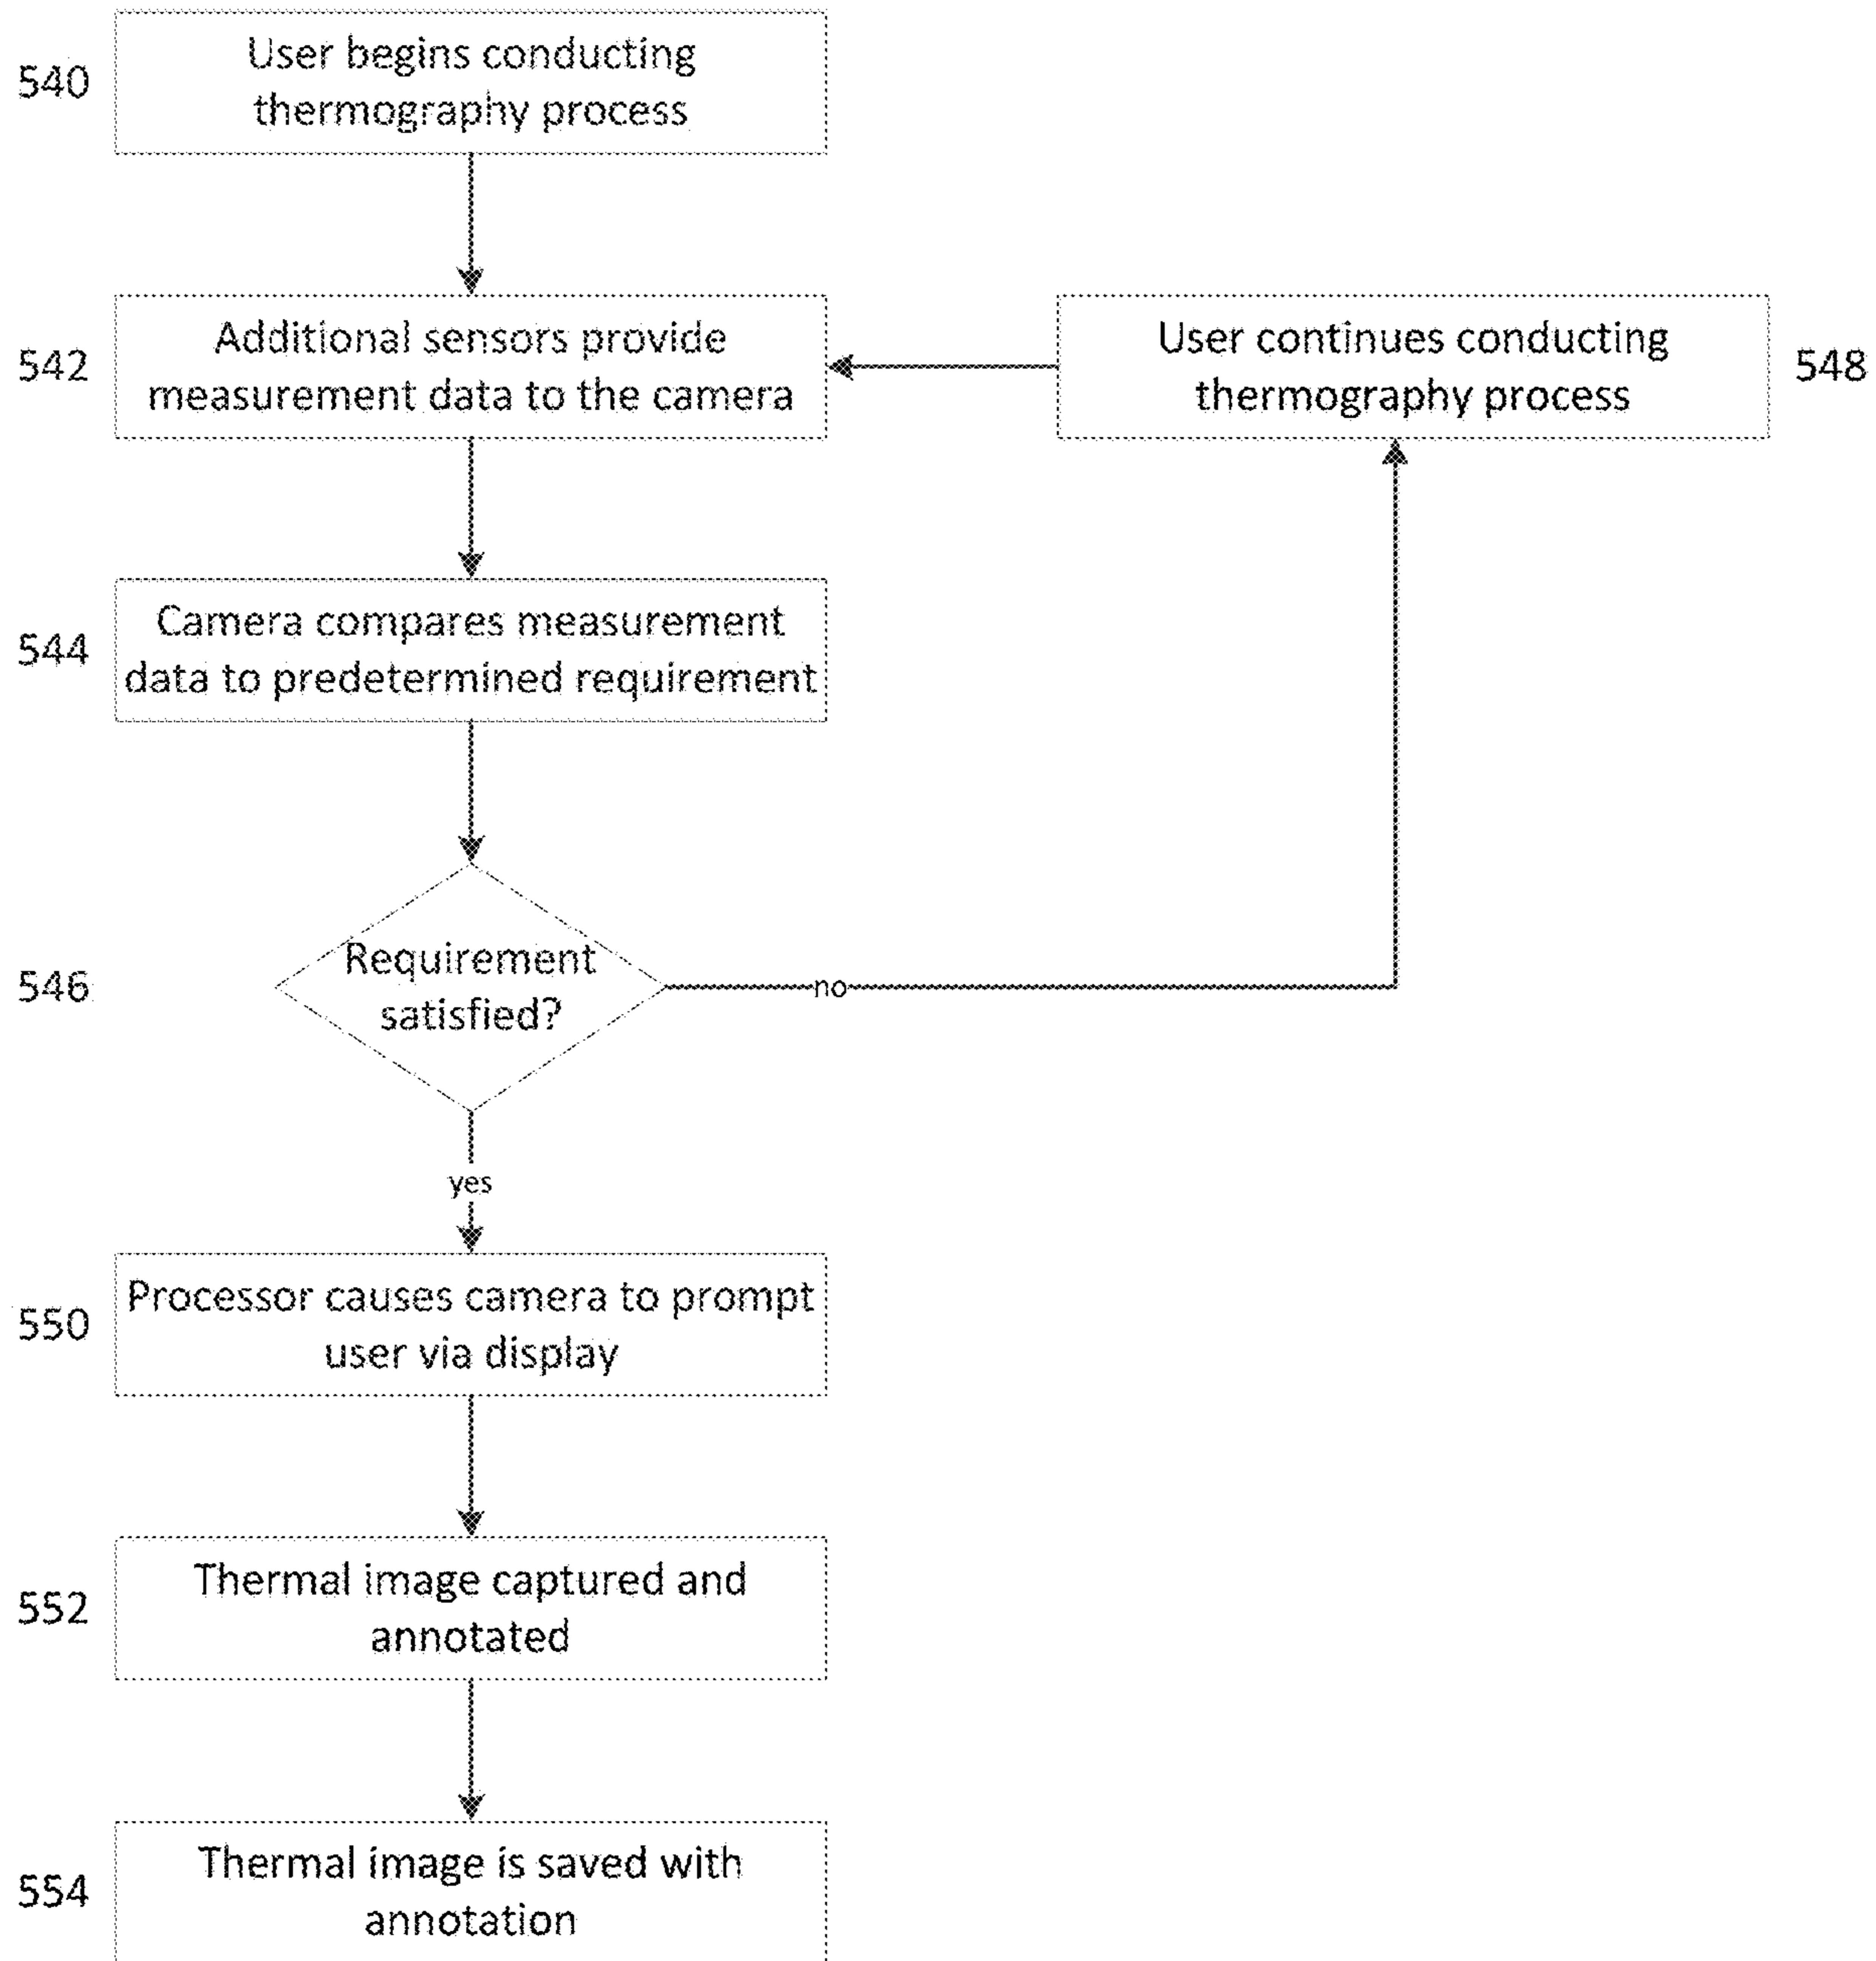 540
User begins conducting
thermography process
542
Additional sensors provide
measurement data to the camera
User continues conducting
thermography process
548
544
Camera compares measurement
data to predetermined requirement
546
Requirement
satisfied?
no
yes
550
Processor causes camera to prompt
user via display
552
Thermal image captured and
annotated
554
Thermal image is saved with
annotation